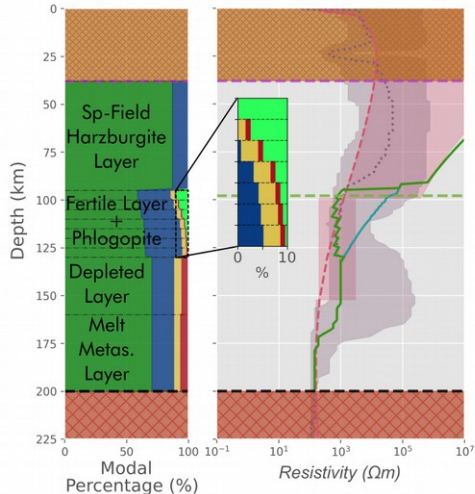 0
25
50
75
100
125
150
175
200
225
Depth (km)
Sp-Field
Harzburgite
Layer
Fertile Layer
+
Phlogopite
Depleted
Layer
Melt
Metas.
Layer
0 50 100
Modal
Percentage (%)
0 5 10
%
10⁻¹ 10¹ 10³ 10⁵ 10⁷
Resistivity (Ωm)